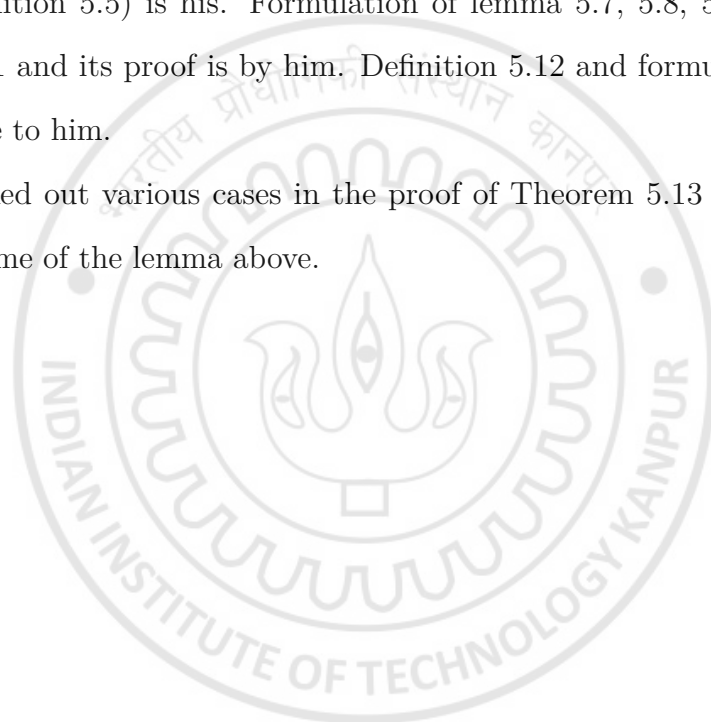 nition 5.5) is his. Formulation of lemma 5.7, 5.8, 5
1 and its proof is by him. Definition 5.12 and formu
e to him.
ed out various cases in the proof of Theorem 5.13
me of the lemma above.
भारतीय प्रौद्योगिकी संस्थान कानपुर
INDIAN INSTITUTE OF TECHNOLOGY KANPUR